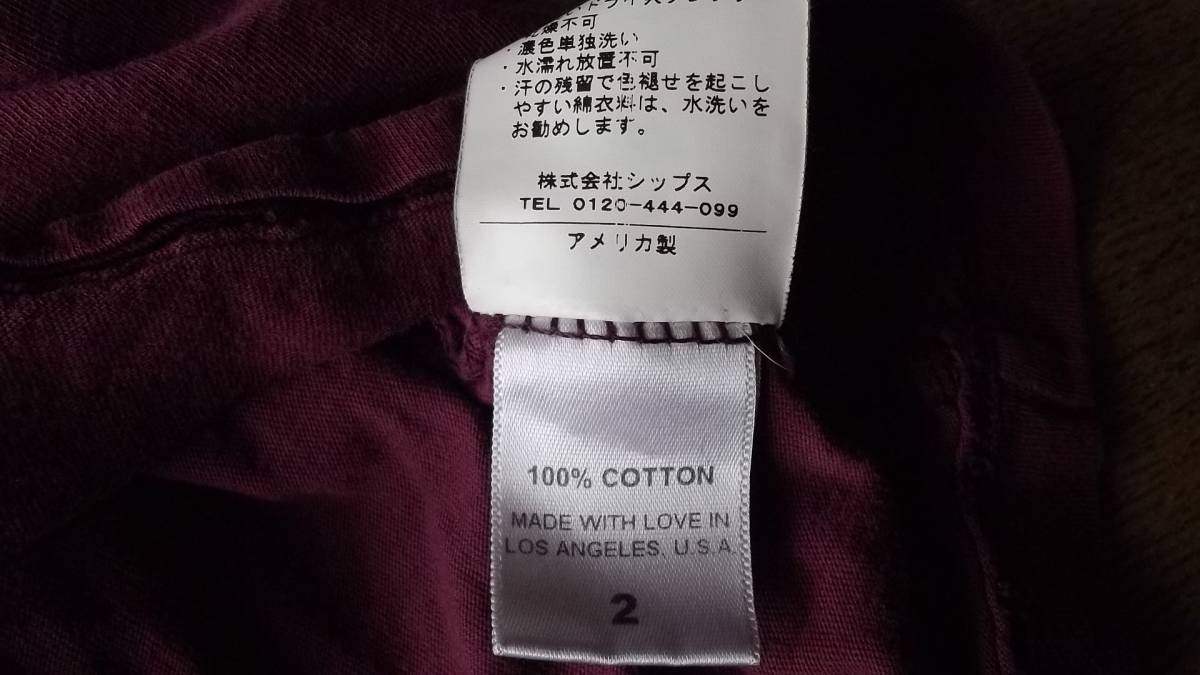 ・濃色単独洗い
・水濡れ放置不可
・汗の残留で色褪せを起こし
やすい綿衣料は、水洗いを
お勧めします。
株式会社シップス
TEL 0120-444-099
アメリカ製
100% COTTON
MADE WITH LOVE IN
LOS ANGELES, U.S.A.
2